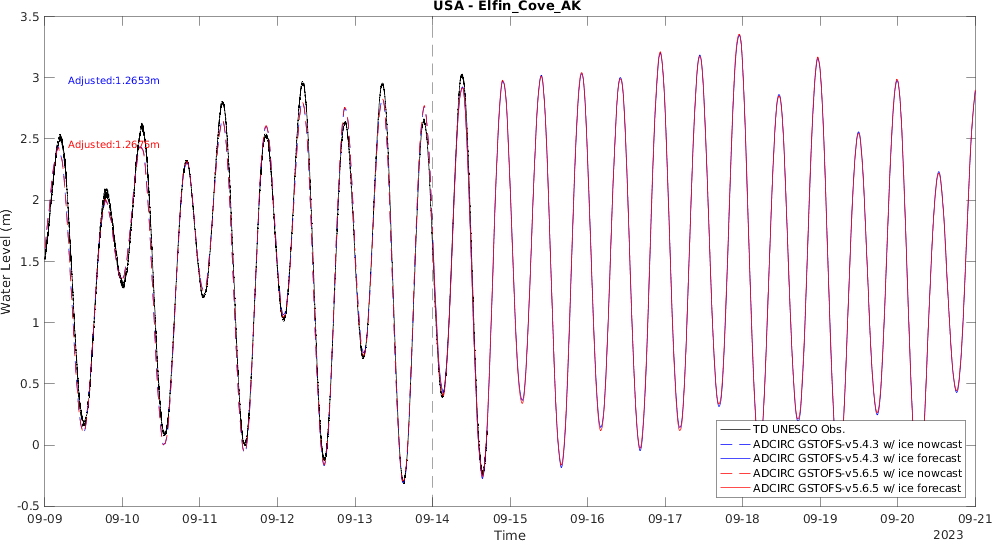 USA - Elfin_Cove_AK
3.5
3
2.5
2
1.5
1
0.5
0
-0.5
Water Level (m)
Adjusted:1.2653m
TD UNESCO Obs.
ADCIRC GSTOFS-v5.4.3 w/ ice nowcast
ADCIRC GSTOFS-v5.4.3 w/ ice forecast
ADCIRC GSTOFS-v5.6.5 w/ ice nowcast
ADCIRC GSTOFS-v5.6.5 w/ ice forecast
09-09 09-10 09-11 09-12 09-13 09-14 09-15 09-16 09-17 09-18 09-19 09-20 09-21
Time
2023